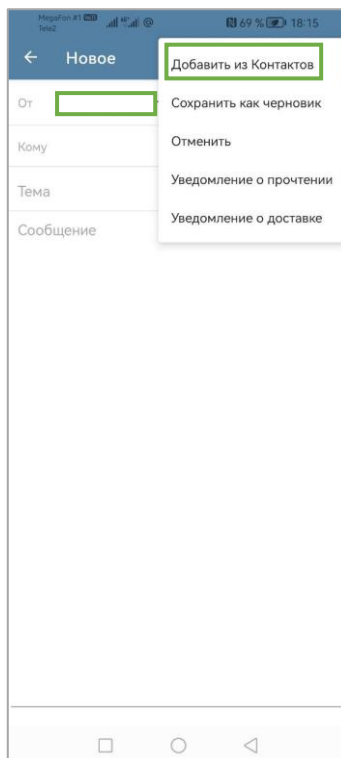 MegaFon #1
Tele2
69 % 18:15
Новое
Добавить из Контактов
От
Сохранить как черновик
Кому
Отменить
Тема
Уведомление о прочтении
Сообщение
Уведомление о доставке